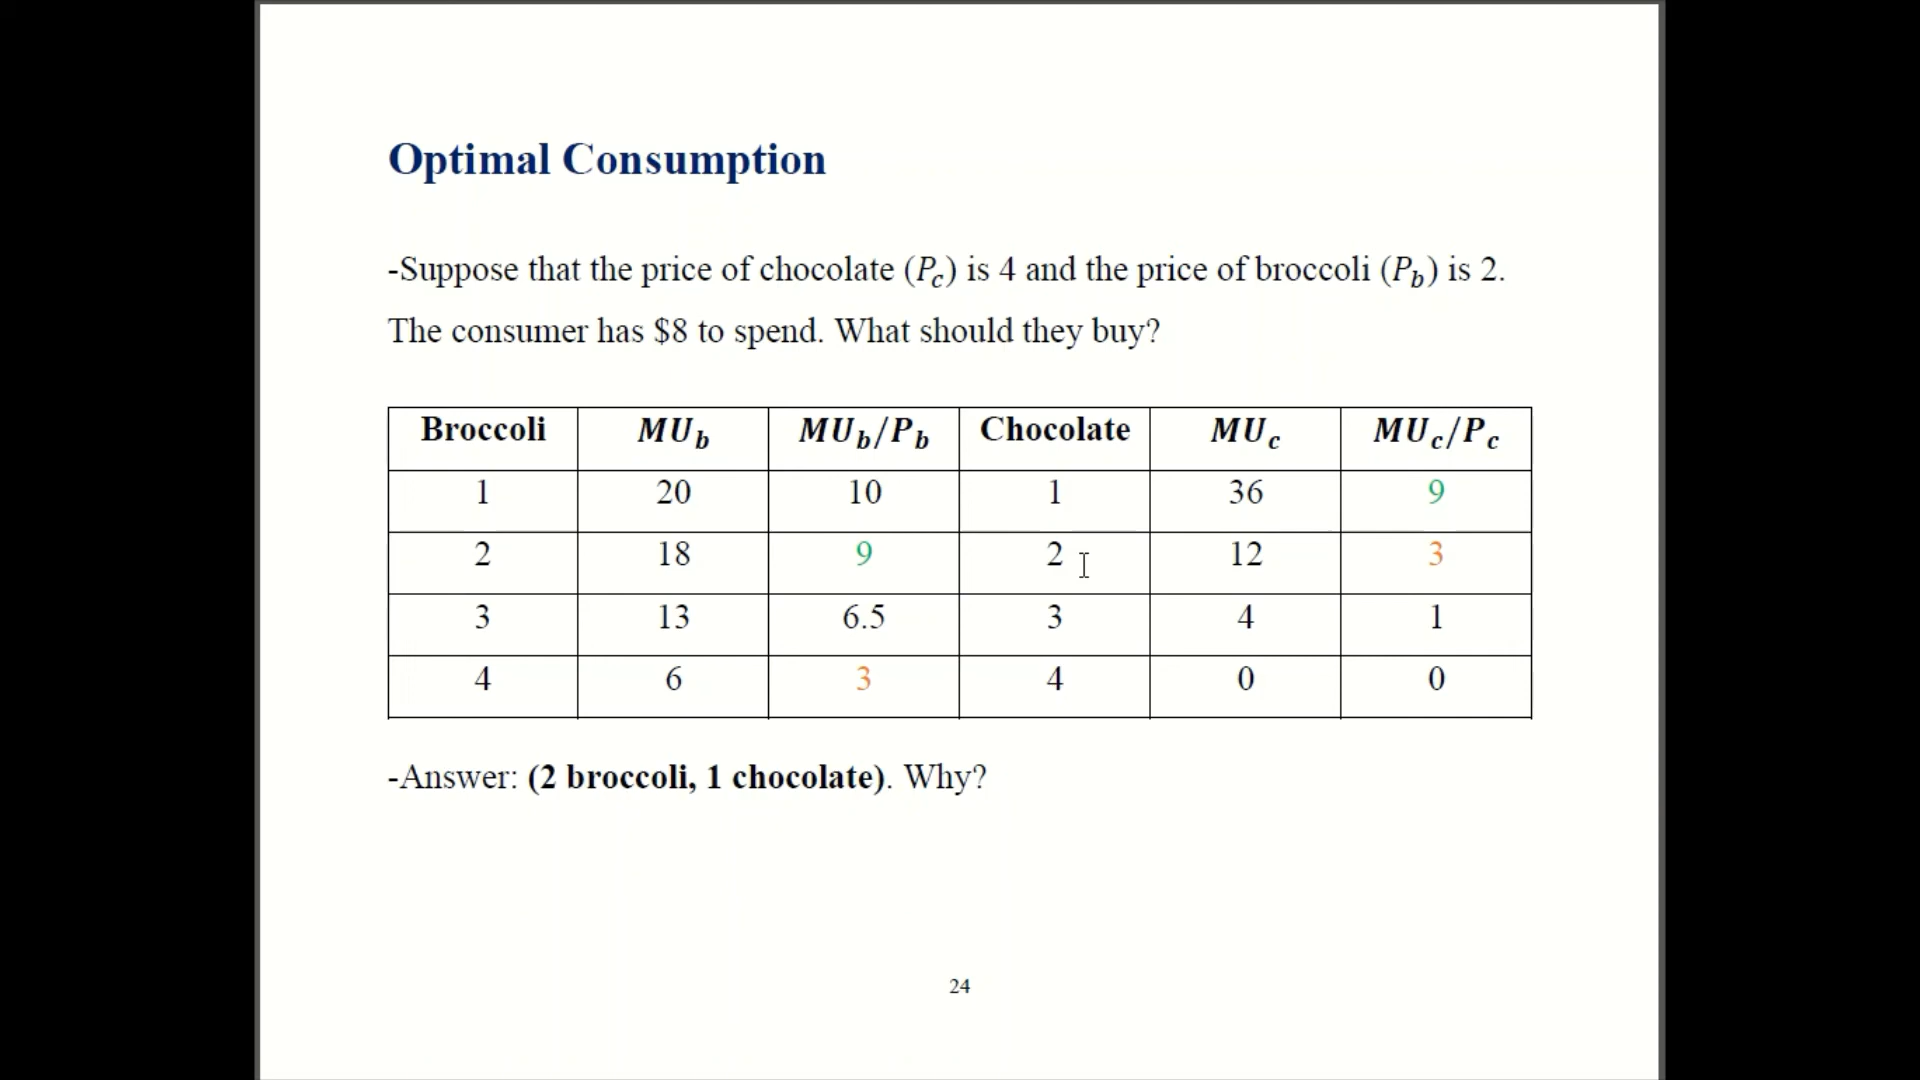 Optimal Consumption
-Suppose that the price of chocolate (P_c) is 4 and the price of broccoli (P_b) is 2.
The consumer has $8 to spend. What should they buy?
Broccoli MU_b MU_b/P_b Chocolate MU_c MU_c/P_c
1 20 10 1 36 9
2 18 9 2 12 3
3 13 6.5 3 4 1
4 6 3 4 0 0
-Answer: (2 broccoli, 1 chocolate). Why?
24